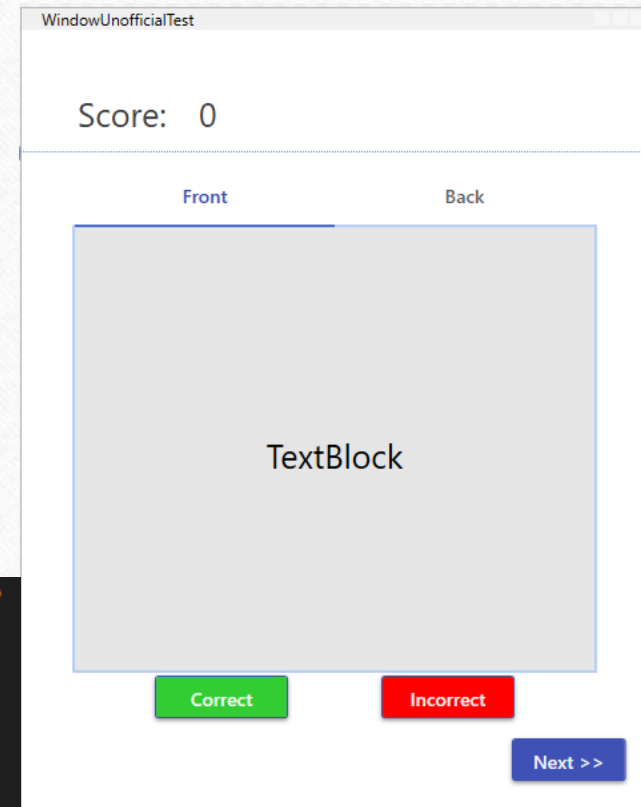 WindowUnofficialTest
Score: 0
Front Back
TextBlock
Correct Incorrect
Next >>